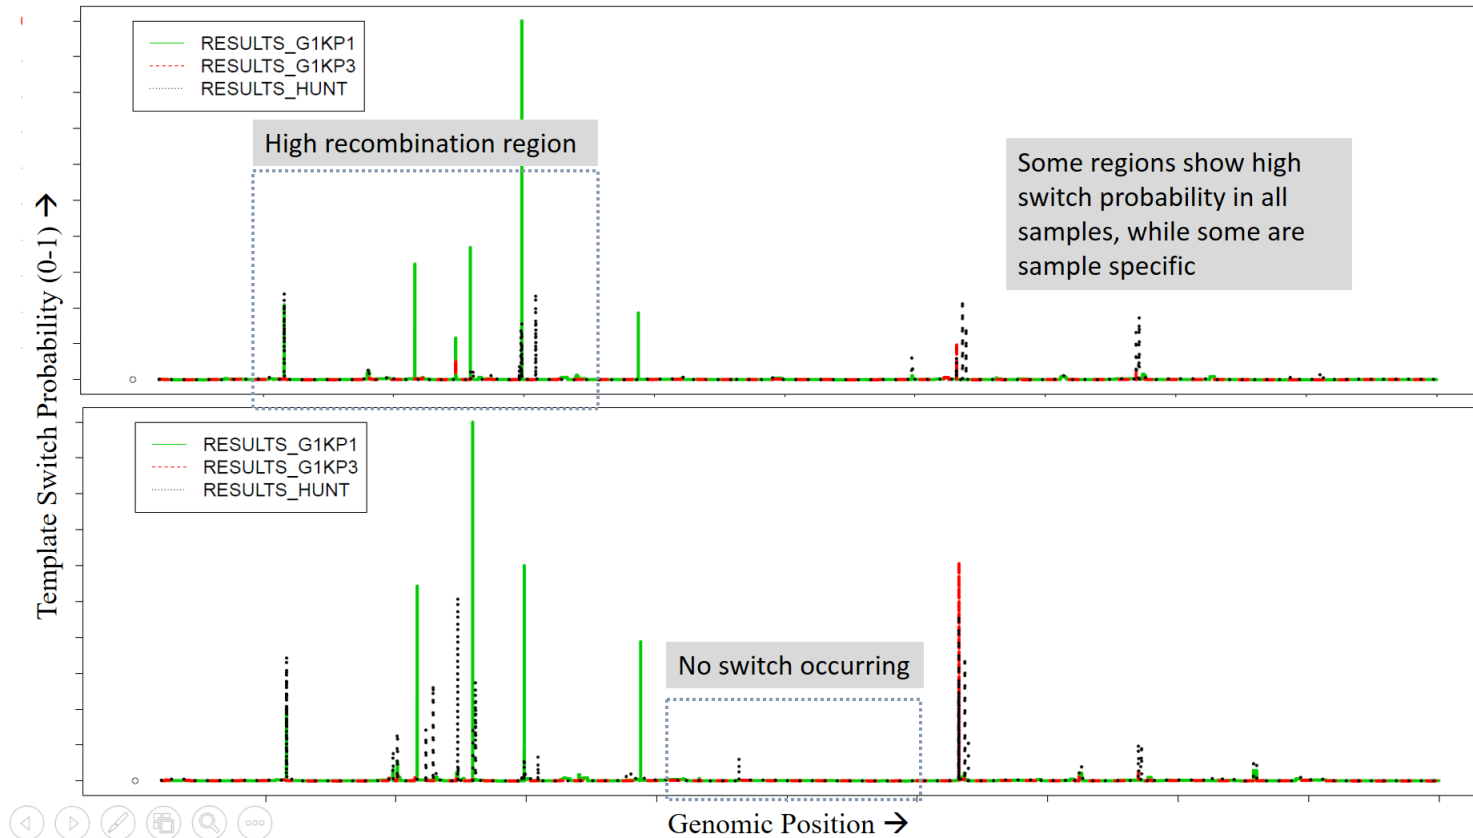 RESULTS_G1KP1
RESULTS_G1KP3
RESULTS_HUNT
High recombination region
Some regions show high
switch probability in all
samples, while some are
sample specific
Template Switch Probability (0-1) →
RESULTS_G1KP1
RESULTS_G1KP3
RESULTS_HUNT
No switch occurring
Genomic Position →